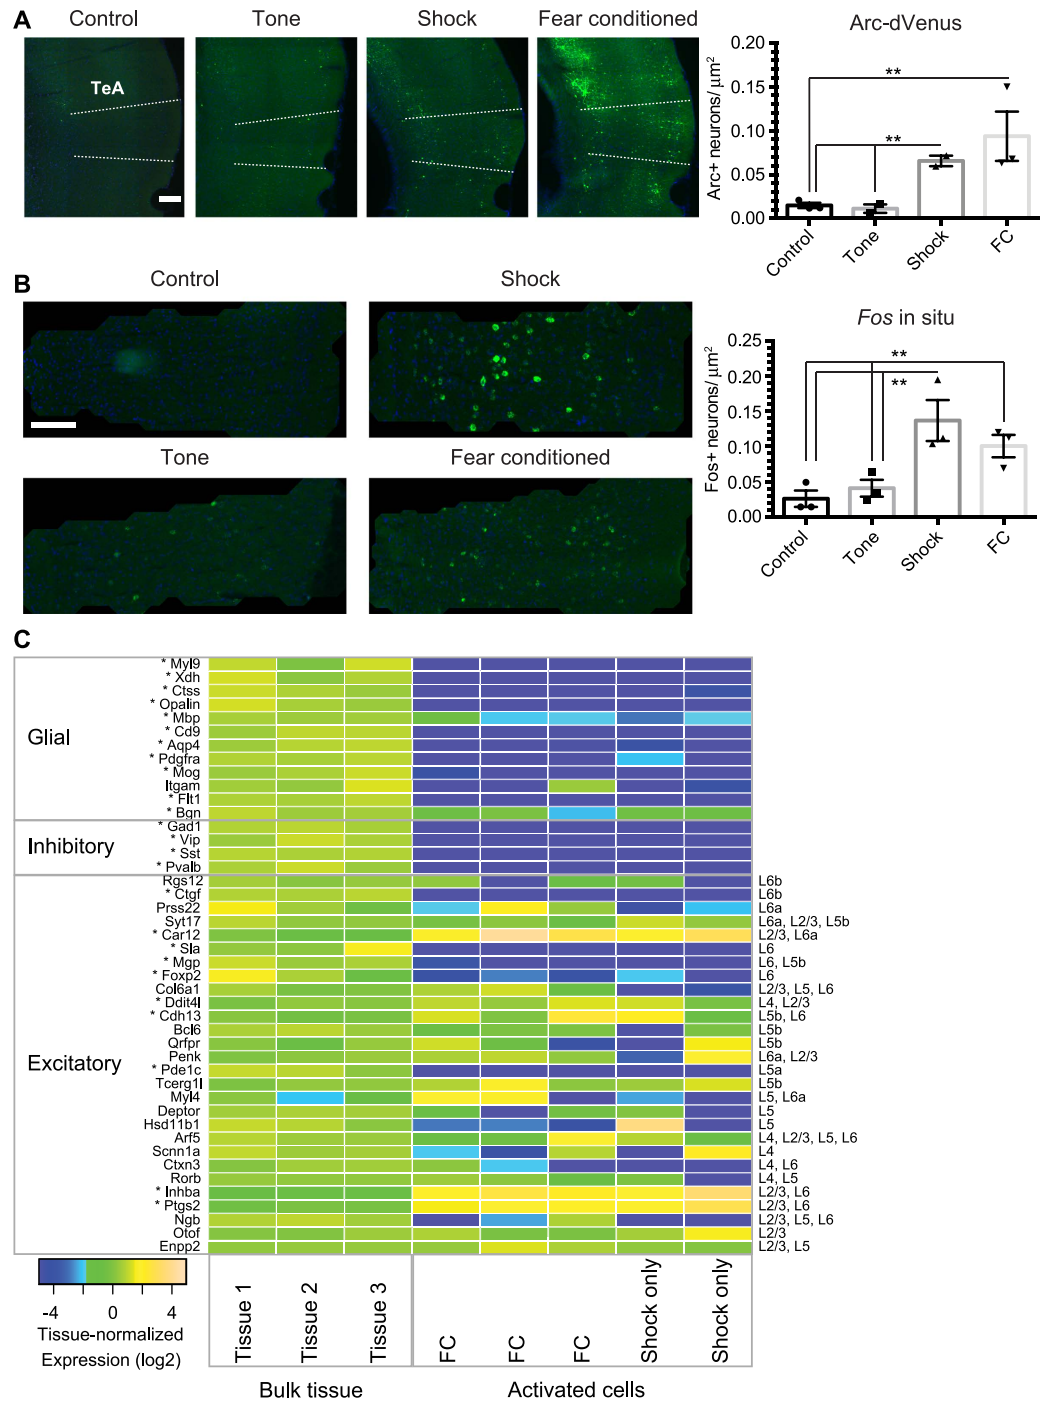 A
Control
Tone
Shock
Fear conditioned
TeA
Arc-dVenus
Arc+ neurons/ μm²
0.20
0.15
0.10
0.05
0.00
**
**
Control
Tone
Shock
FC
B
Control
Shock
Tone
Fear conditioned
Fos in situ
Fos+ neurons/ μm²
0.25
0.20
0.15
0.10
0.05
0.00
**
**
Control
Tone
Shock
FC
C
Glial
* Myl9
* Xdh
* Ctss
* Opalin
* Mbp
* Cd9
* Aqp4
* Pdgfra
* Mog
Itgam
* Flt1
* Bgn
Inhibitory
* Gad1
* Vip
* Sst
* Pvalb
Excitatory
Rgs12 L6b
* Ctgf L6b
Prss22 L6a
Syt17 L6a, L2/3, L5b
* Car12 L2/3, L6a
* Sla L6
* Mgp L6, L5b
* Foxp2 L6
Col6a1 L2/3, L5, L6
* Ddit4l L4, L2/3
* Cdh13 L5b, L6
Bcl6 L5b
Qrfpr L5b
Penk L6a, L2/3
* Pde1c L5a
Tcerg1l L5b
Myl4 L5, L6a
Deptor L5
Hsd11b1 L5
Arf5 L4, L2/3, L5, L6
Scnn1a L4
Ctxn3 L4, L6
Rorb L4, L5
* Inhba L2/3, L6
* Ptgs2 L2/3, L6
Ngb L2/3, L5, L6
Otof L2/3
Enpp2 L2/3, L5
-4 0 4
Tissue-normalized
Expression (log2)
Tissue 1
Tissue 2
Tissue 3
FC
FC
FC
Shock only
Shock only
Bulk tissue
Activated cells